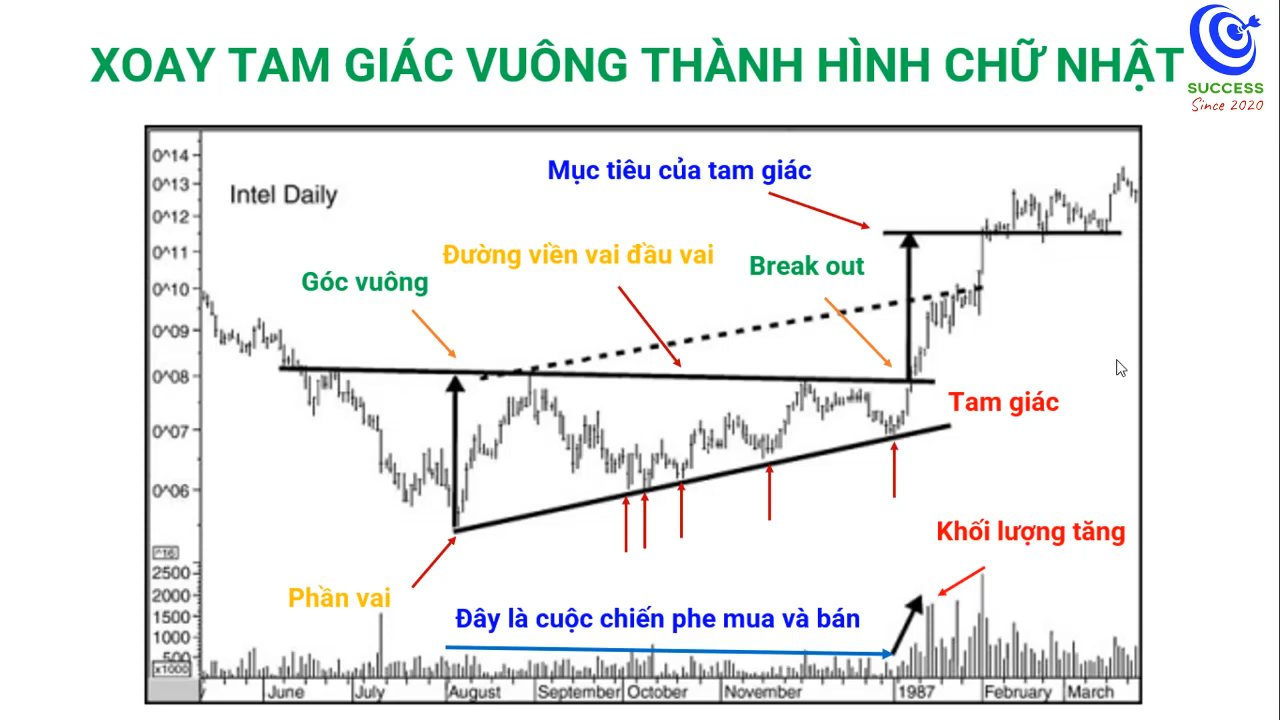 XOAY TAM GIÁC VUÔNG THÀNH HÌNH CHỮ NHẬT
SUCCESS
Since 2020
0^14
0^13
0^12
0^11
0^10
0^09
0^08
0^07
0^06
Intel Daily
Mục tiêu của tam giác
Đường viền vai đầu vai
Break out
Góc vuông
Tam giác
Khối lượng tăng
Phần vai
Đây là cuộc chiến phe mua và bán
^16
2500
2000
1500
1000
500
x1000
y
June
July
August
September
October
November
1987
February
March